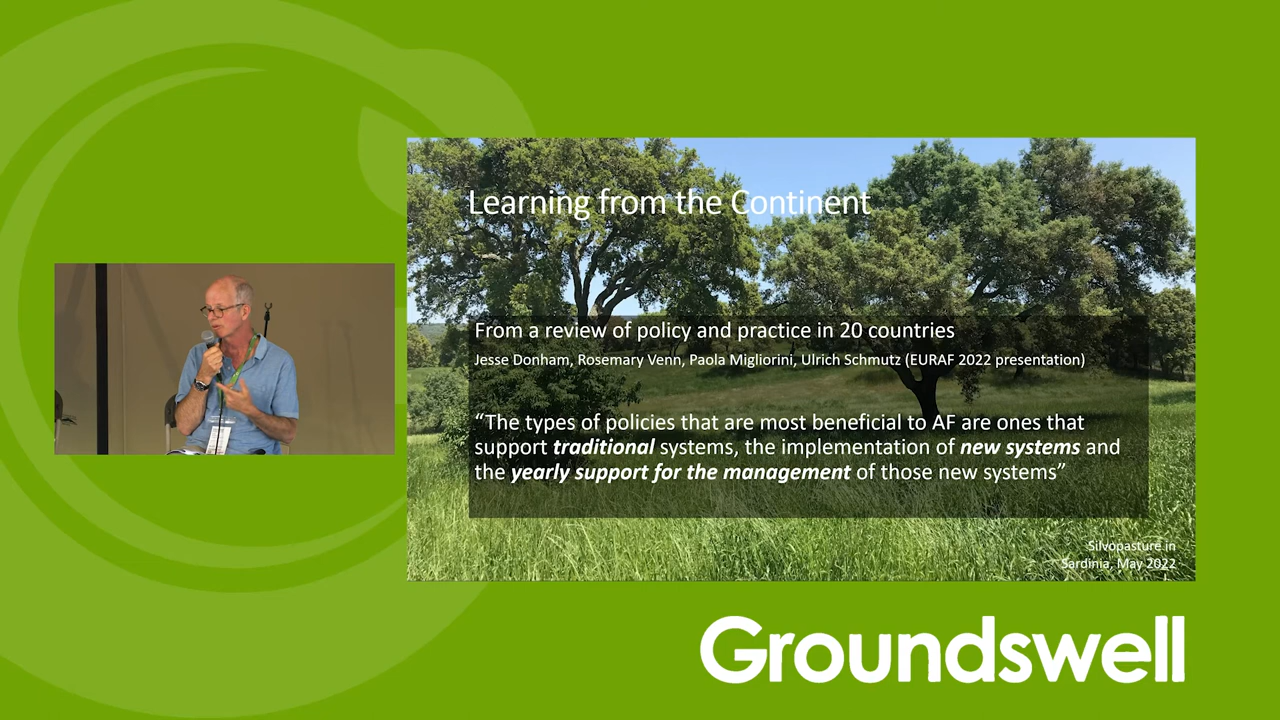 Learning from the Continent
From a review of policy and practice in 20 countries
Jesse Donham, Rosemary Venn, Paola Migliorini, Ulrich Schmutz (EURAF 2022 presentation)
“The types of policies that are most beneficial to AF are ones that
support traditional systems, the implementation of new systems and
the yearly support for the management of those new systems”
Silvopasture in
Sardinia, May 2022
Groundswell